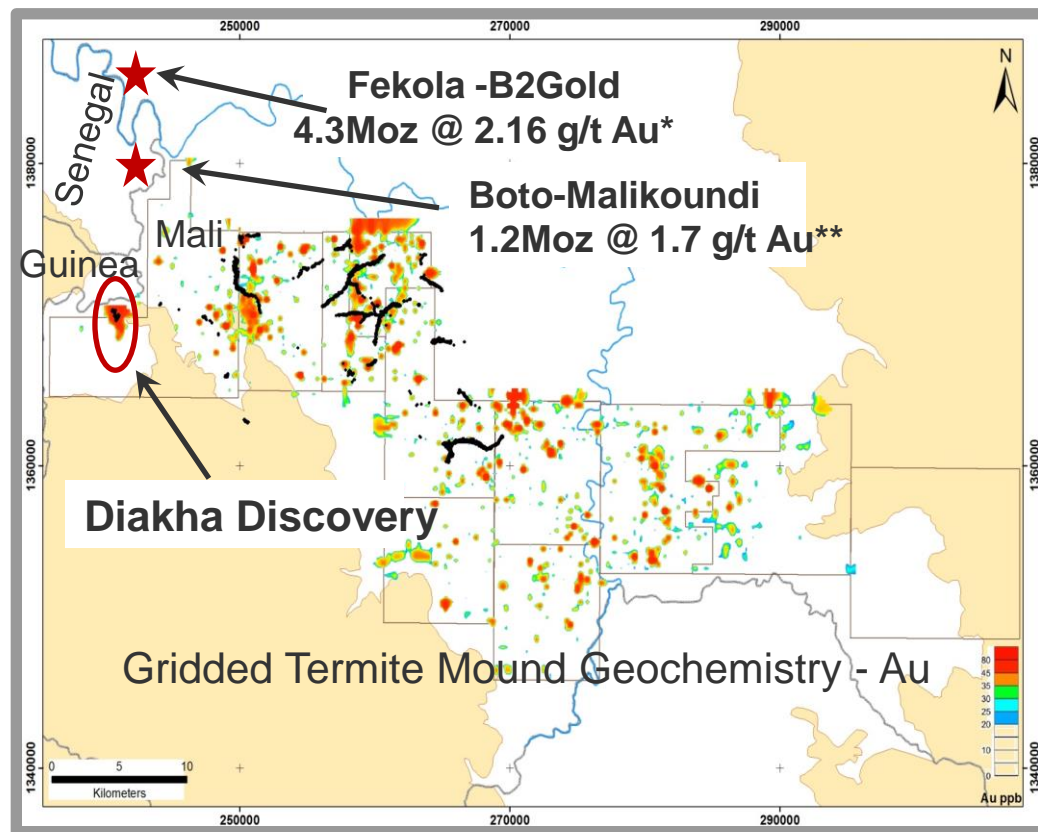 250000 270000 290000
N
Fekola -B2Gold
4.3Moz @ 2.16 g/t Au*
Senegal
1380000 1380000
Boto-Malikoundi
1.2Moz @ 1.7 g/t Au**
Mali
Guinea
1360000 1360000
Diakha Discovery
Gridded Termite Mound Geochemistry - Au
80
45
35
30
25
20
10
0
Au ppb
0 5 10
Kilometers
1340000 1340000
250000 270000 290000